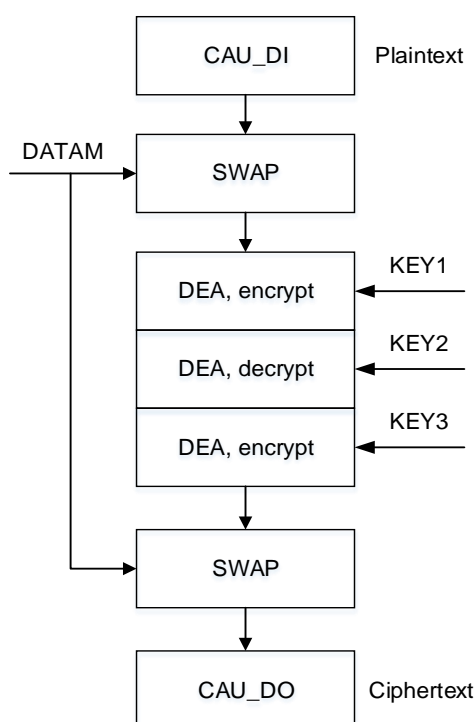 CAU_DI
Plaintext
DATAM
SWAP
KEY1
DEA, encrypt
KEY2
DEA, decrypt
KEY3
DEA, encrypt
SWAP
CAU_DO
Ciphertext